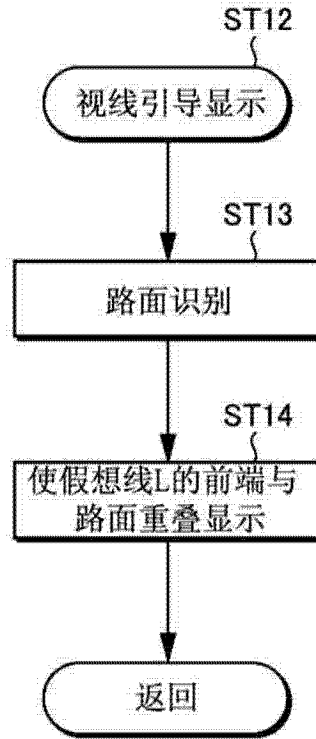 ST12
视线引导显示
ST13
路面识别
ST14
使假想线L的前端与
路面重叠显示
返回